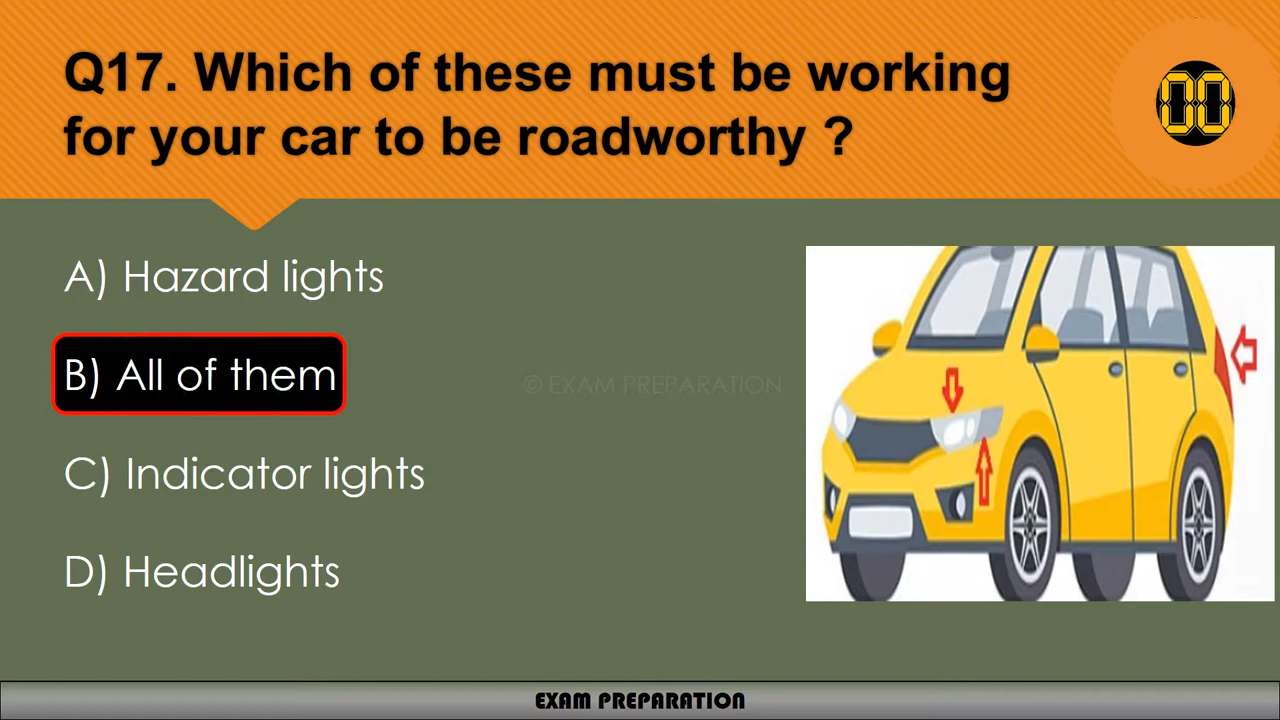 Q17. Which of these must be working
for your car to be roadworthy ?
00
A) Hazard lights
B) All of them
© EXAM PREPARATION
C) Indicator lights
D) Headlights
EXAM PREPARATION